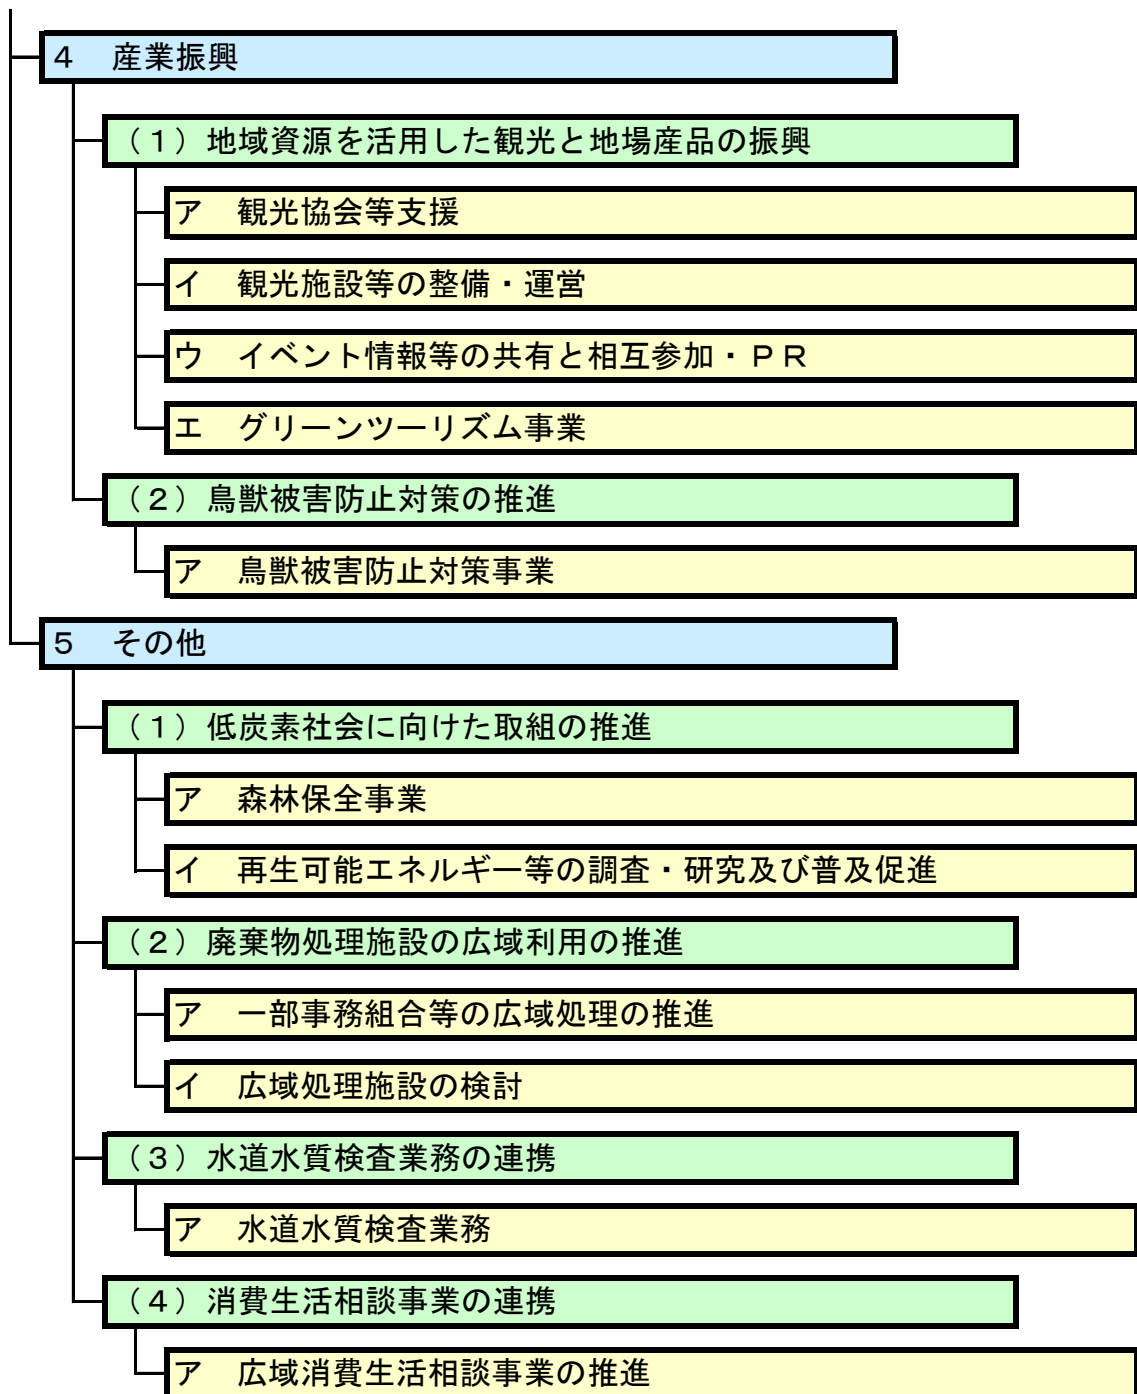 ４　産業振興
（１）地域資源を活用した観光と地場産品の振興
ア　観光協会等支援
イ　観光施設等の整備・運営
ウ　イベント情報等の共有と相互参加・ＰＲ
エ　グリーンツーリズム事業
（２）鳥獣被害防止対策の推進
ア　鳥獣被害防止対策事業
５　その他
（１）低炭素社会に向けた取組の推進
ア　森林保全事業
イ　再生可能エネルギー等の調査・研究及び普及促進
（２）廃棄物処理施設の広域利用の推進
ア　一部事務組合等の広域処理の推進
イ　広域処理施設の検討
（３）水道水質検査業務の連携
ア　水道水質検査業務
（４）消費生活相談事業の連携
ア　広域消費生活相談事業の推進